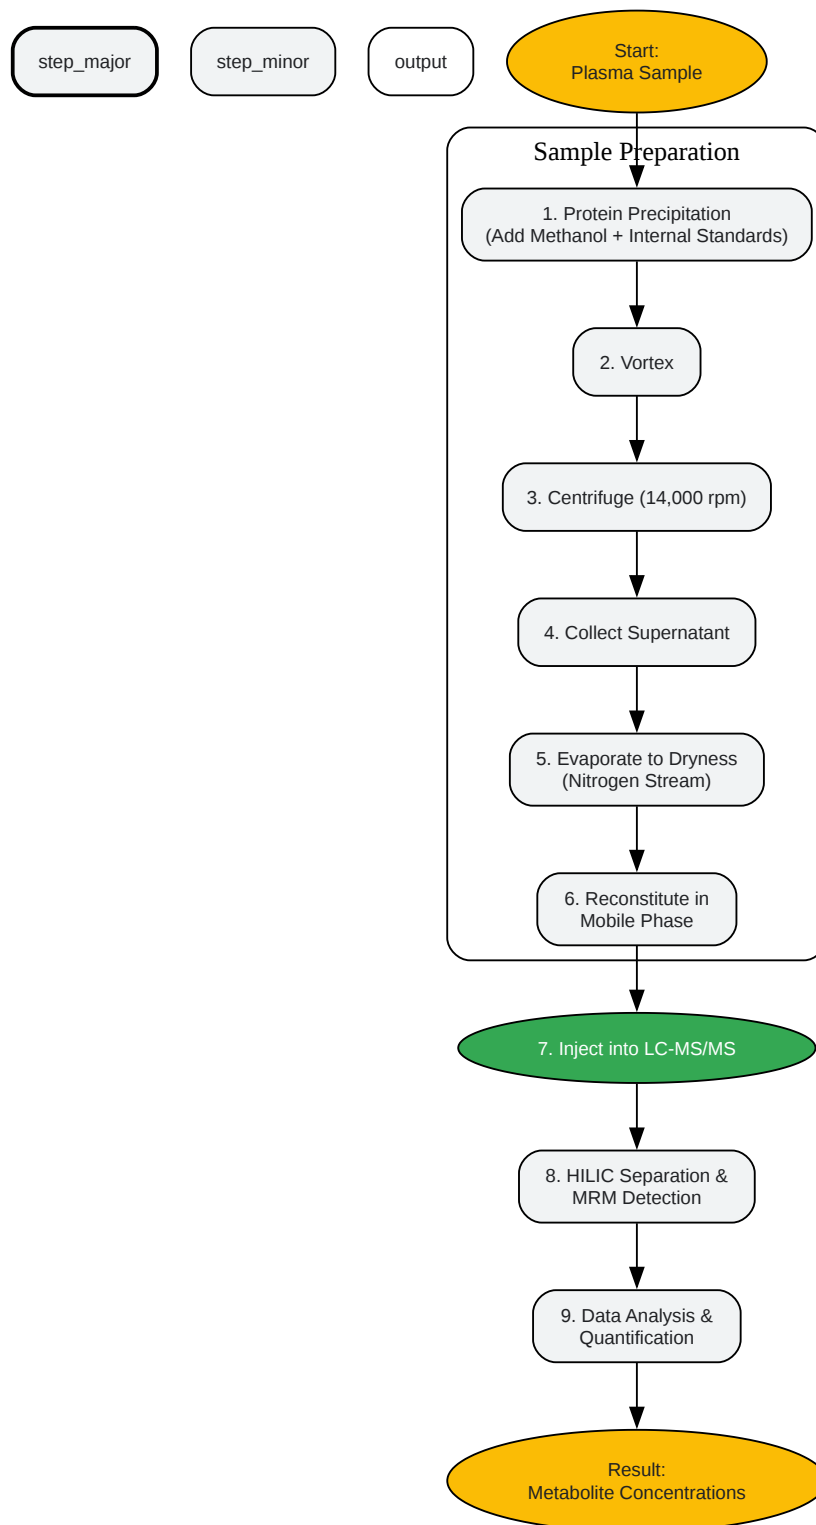 step_major
step_minor
output
Start:
Plasma Sample
Sample Preparation
1. Protein Precipitation
(Add Methanol + Internal Standards)
2. Vortex
3. Centrifuge (14,000 rpm)
4. Collect Supernatant
5. Evaporate to Dryness
(Nitrogen Stream)
6. Reconstitute in
Mobile Phase
7. Inject into LC-MS/MS
8. HILIC Separation &
MRM Detection
9. Data Analysis &
Quantification
Result:
Metabolite Concentrations